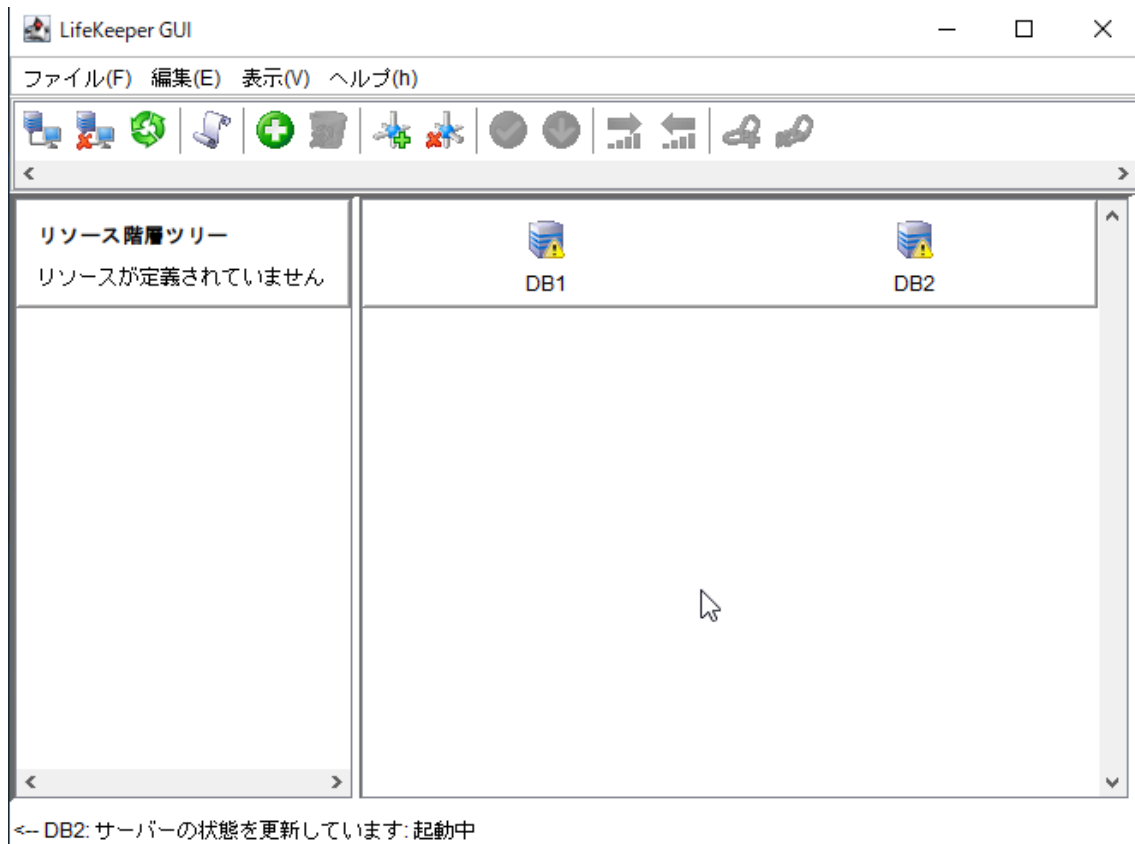 LifeKeeper GUI
ファイル(F) 編集(E) 表示(V) ヘルプ(h)
リソース階層ツリー
リソースが定義されていません
DB1 DB2
<-- DB2: サーバーの状態を更新しています: 起動中